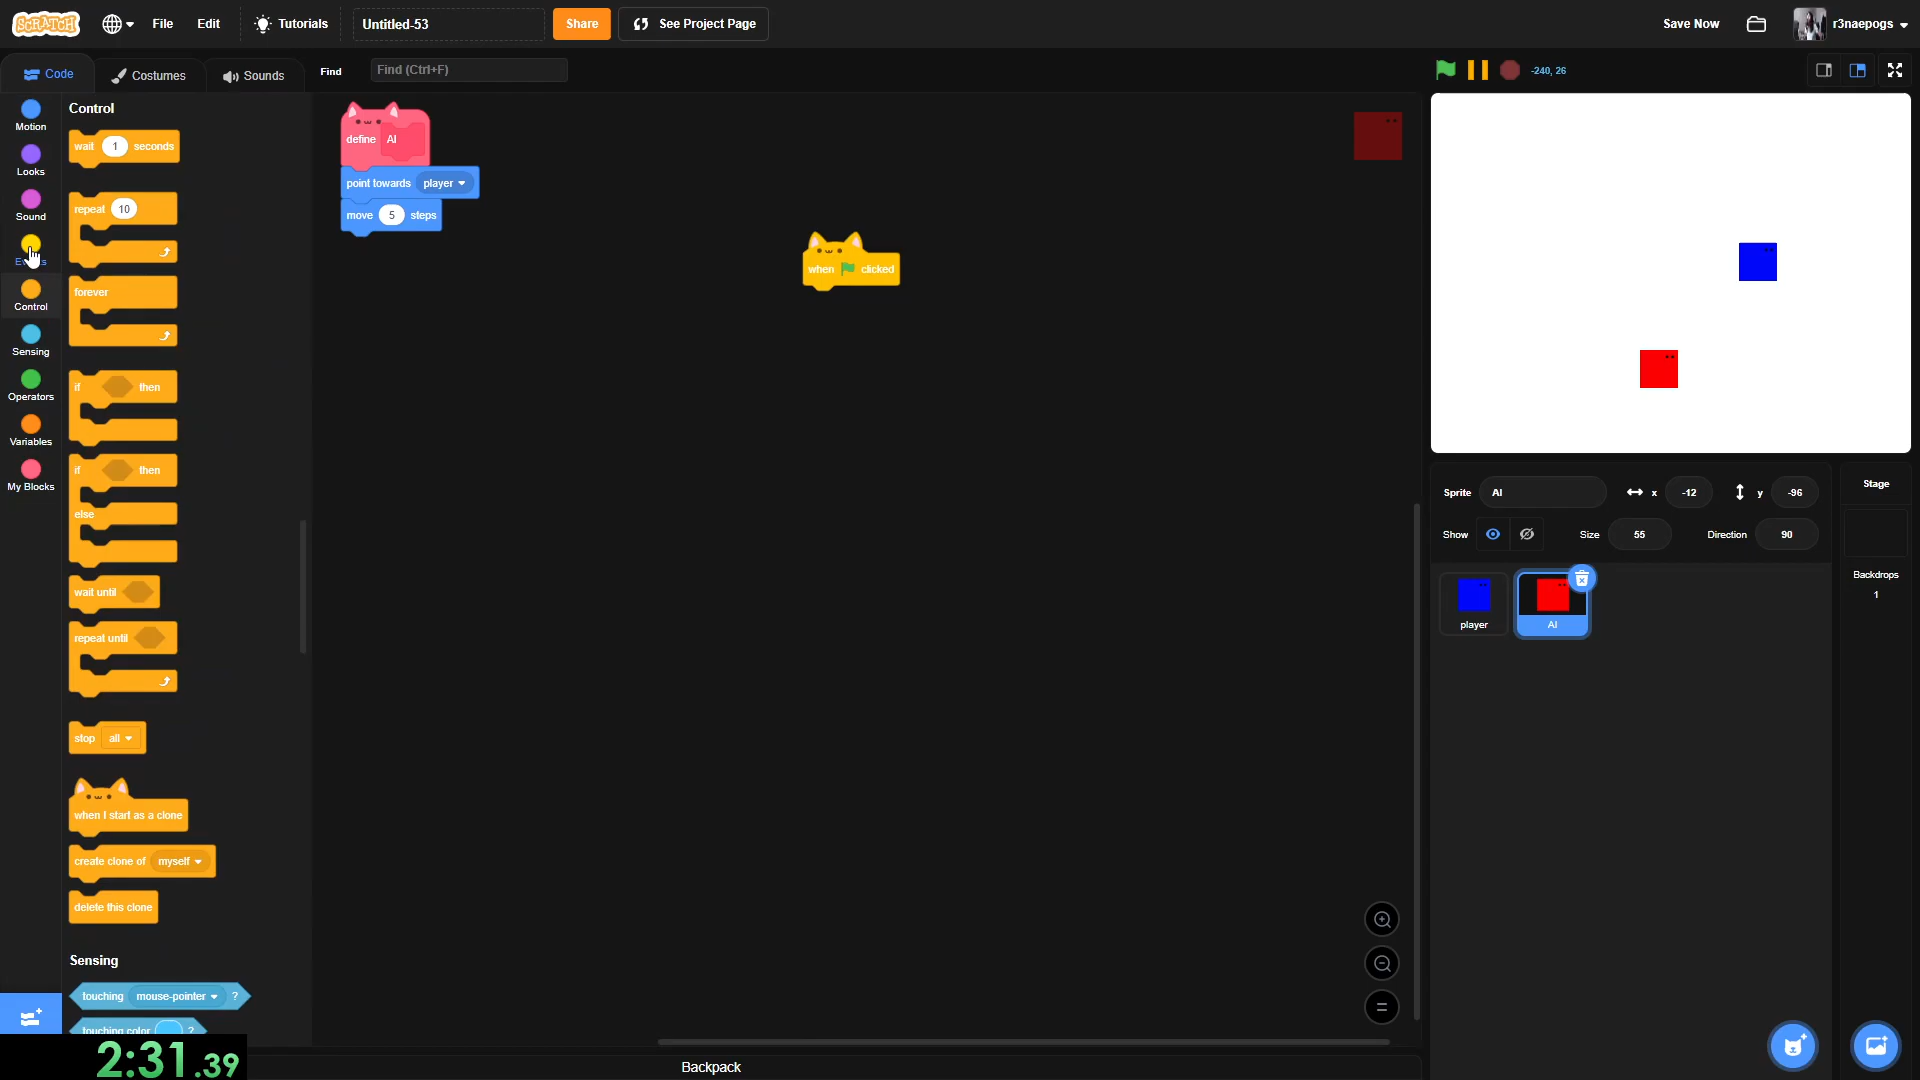 SCRATCH
File
Edit
Tutorials
Untitled-53
Share
See Project Page
Save Now
r3naepogs
Code
Costumes
Sounds
Find
Find (Ctrl+F)
-240, 26
Motion
Looks
Sound
Control
Sensing
Operators
Variables
My Blocks
Control
wait 1 seconds
repeat 10
forever
if then
if then
else
wait until
repeat until
stop all
when I start as a clone
create clone of myself
delete this clone
Sensing
touching mouse-pointer ?
touching color ?
define AI
point towards player
move 5 steps
when clicked
Sprite AI x -12 y -96
Show Size 55 Direction 90
player
AI
Stage
Backdrops
1
Backpack
2:31.39